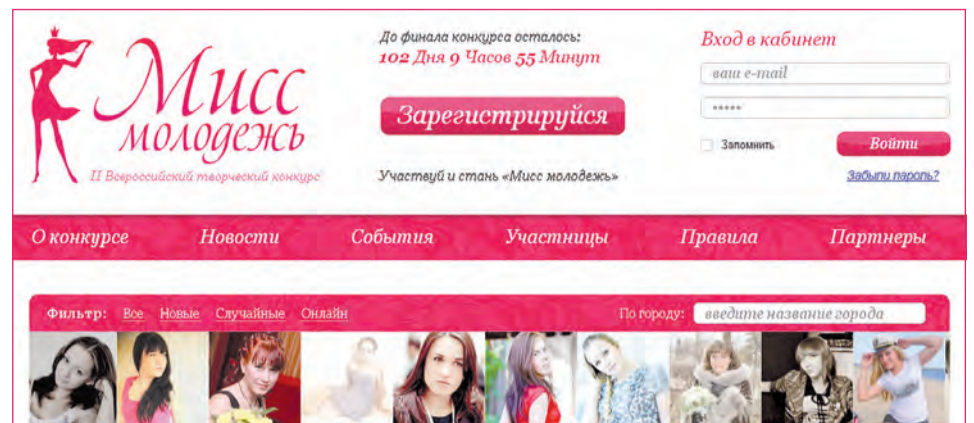 Мисс
молодежь
II Всероссийский творческий конкурс
До финала конкурса осталось:
102 Дня 9 Часов 55 Минут
Зарегистрируйся
Участвуй и стань «Мисс молодежь»
Вход в кабинет
ваш e-mail
*****
Запомнить
Войти
Забыли пароль?
О конкурсе Новости События Участницы Правила Партнеры
Фильтр: Все Новые Случайные Онлайн По городу: введите название города